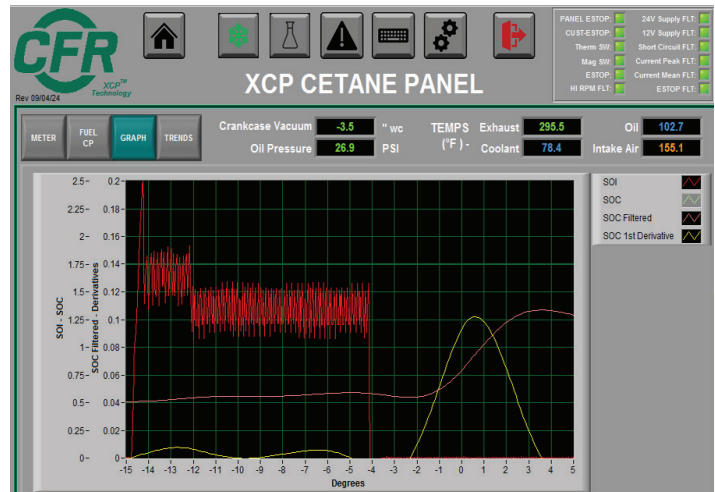 CFR
XCP™
Technology
Rev 09/04/24
XCP CETANE PANEL
PANEL ESTOP: 24V Supply FLT:
CUST-ESTOP: 12V Supply FLT:
Therm SW: Short Circuit FLT:
Mag SW: Current Peak FLT:
ESTOP: Current Mean FLT:
HI RPM FLT: ESTOP FLT:
METER
FUEL CP
GRAPH
TRENDS
Crankcase Vacuum -3.5 " wc TEMPS Exhaust 295.5 Oil 102.7
Oil Pressure 26.9 PSI (°F) - Coolant 78.4 Intake Air 155.1
SOI
SOC
SOC Filtered
SOC 1st Derivative
SOI - SOC
2.5-
2.25-
2-
1.75-
1.5-
1.25-
1-
0.75-
0.5-
0.25-
0-
SOC Filtered - Derivatives
0.2-
0.18-
0.16-
0.14-
0.12-
0.1-
0.08-
0.06-
0.04-
0.02-
0-
-15 -14 -13 -12 -11 -10 -9 -8 -7 -6 -5 -4 -3 -2 -1 0 1 2 3 4 5
Degrees